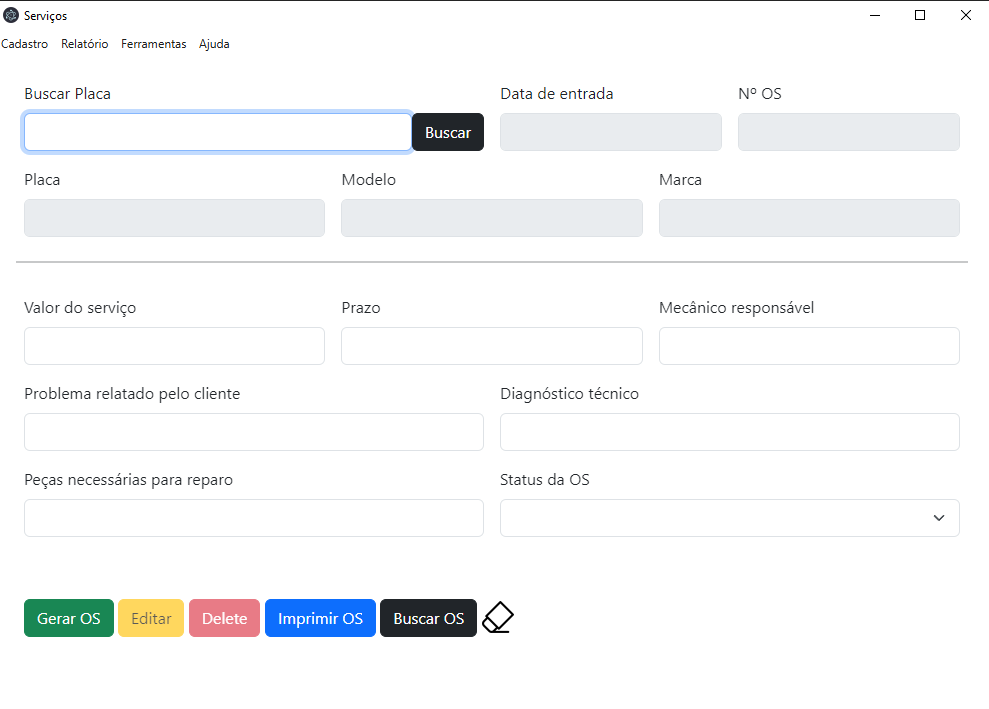 Serviços
Cadastro Relatório Ferramentas Ajuda
Buscar Placa Data de entrada Nº OS
Buscar
Placa Modelo Marca
Valor do serviço Prazo Mecânico responsável
Problema relatado pelo cliente Diagnóstico técnico
Peças necessárias para reparo Status da OS
Gerar OS Editar Delete Imprimir OS Buscar OS